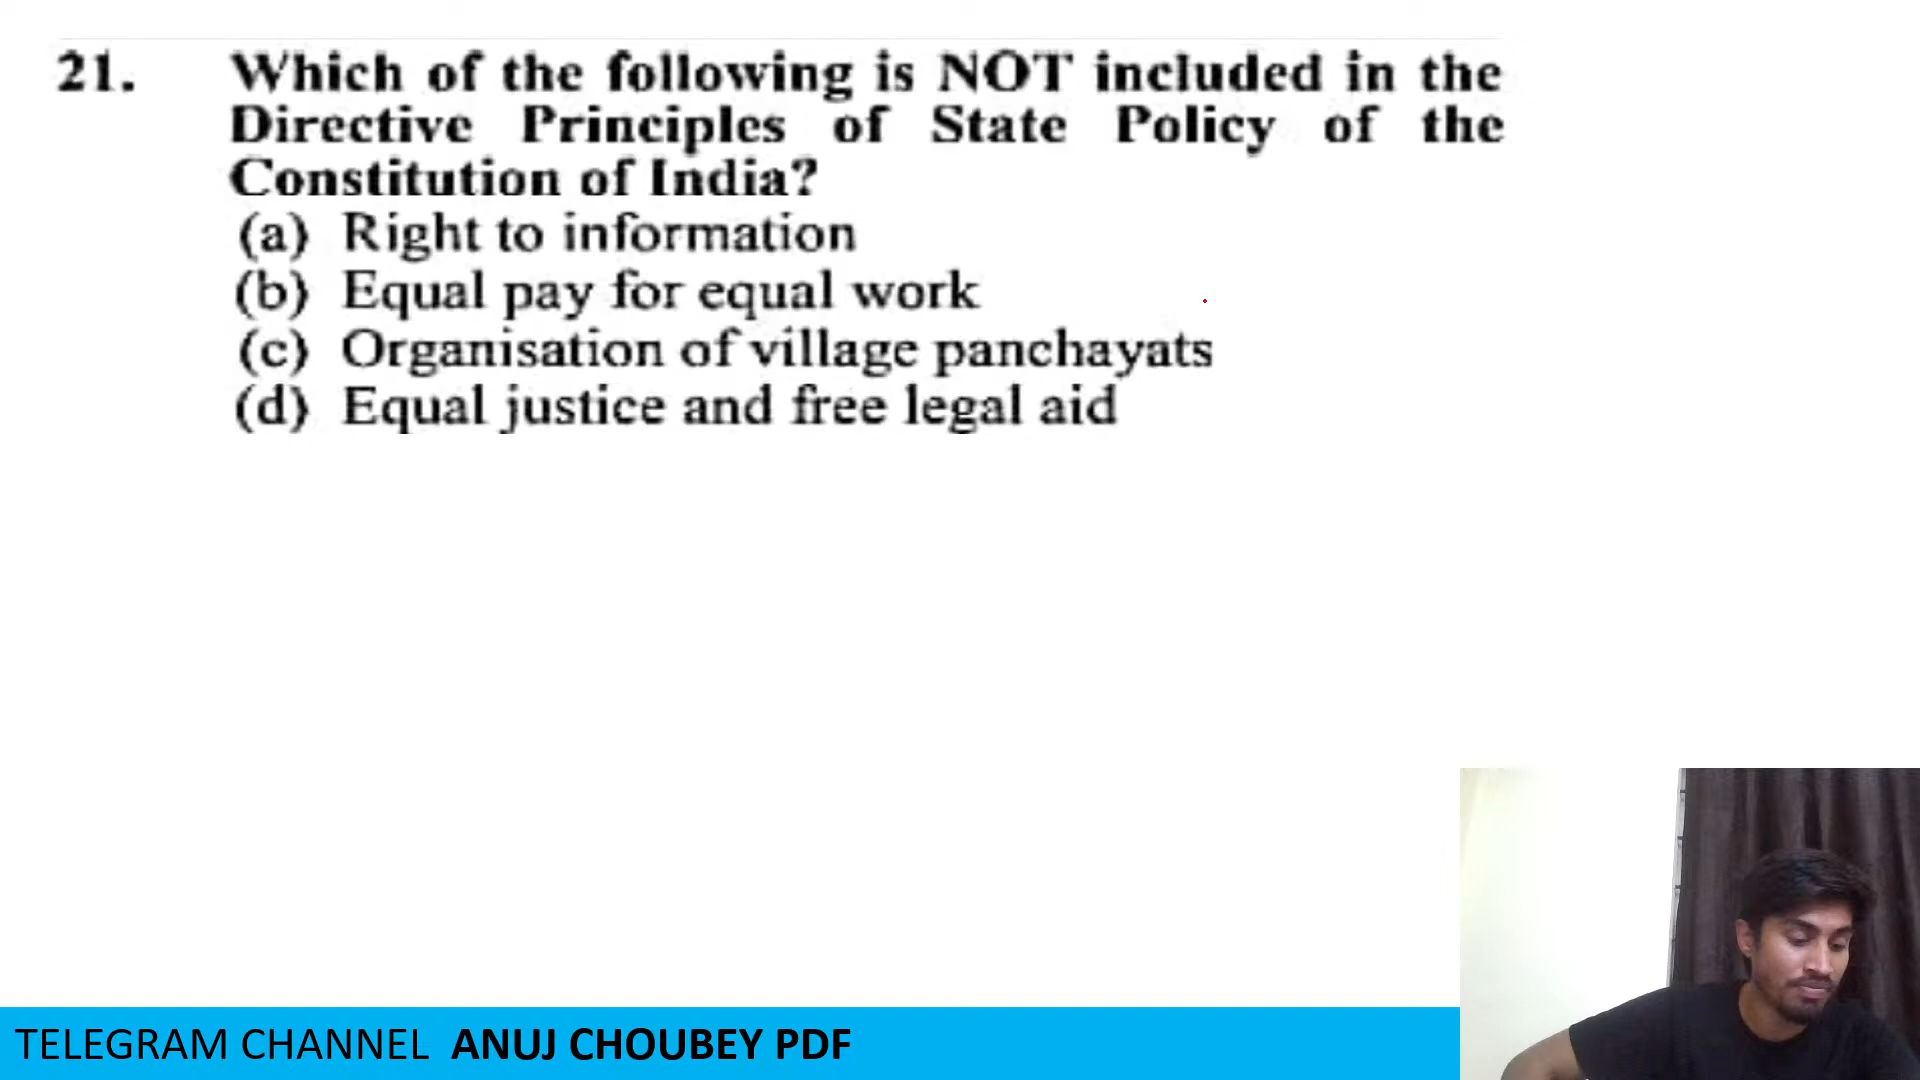 21. Which of the following is NOT included in the
Directive Principles of State Policy of the
Constitution of India?
(a) Right to information
(b) Equal pay for equal work
(c) Organisation of village panchayats
(d) Equal justice and free legal aid
TELEGRAM CHANNEL ANUJ CHOUBEY PDF